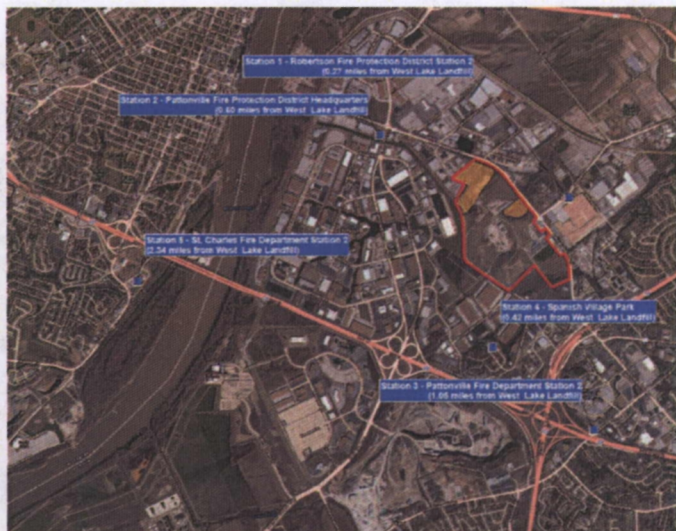 Station 1 - Robertson Fire Protection District Station 2
(0.27 miles from West Lake Landfill)
Station 2 - Pattonville Fire Protection District Headquarters
(0.60 miles from West Lake Landfill)
Station 5 - St. Charles Fire Department Station 2
(2.34 miles from West Lake Landfill)
Station 4 - Spanish Village Park
(0.42 miles from West Lake Landfill)
Station 3 - Pattonville Fire Department Station 2
(1.06 miles from West Lake Landfill)